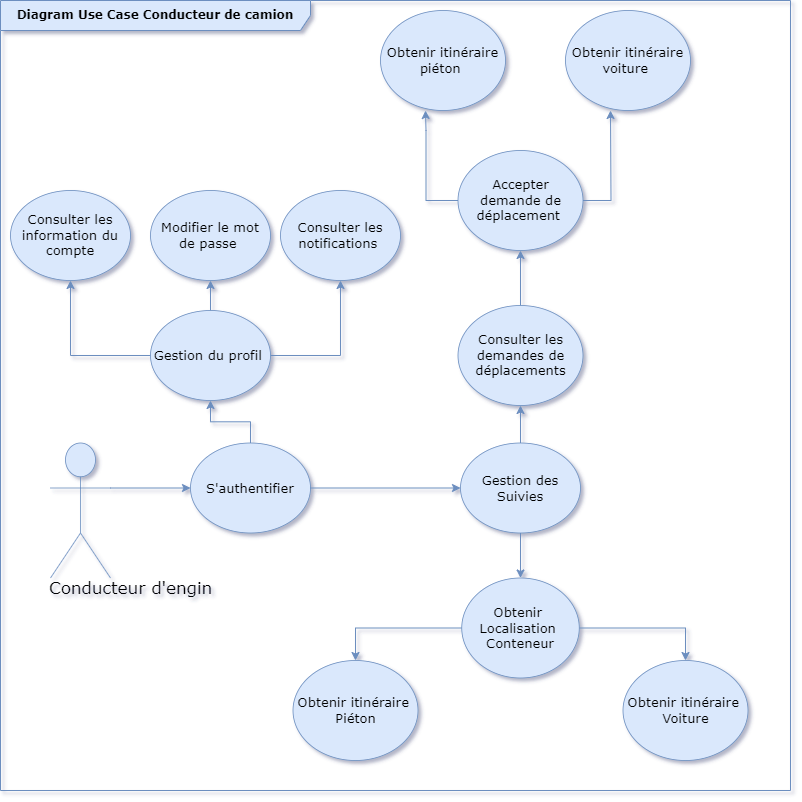 Diagram Use Case Conducteur de camion
Obtenir itinéraire
piéton
Obtenir itinéraire
voiture
Accepter
demande de
déplacement
Consulter les
information du
compte
Modifier le mot
de passe
Consulter les
notifications
Gestion du profil
Consulter les
demandes de
déplacements
S'authentifier
Gestion des
Suivies
Conducteur d'engin
Obtenir
Localisation
Conteneur
Obtenir itinéraire
Piéton
Obtenir itinéraire
Voiture